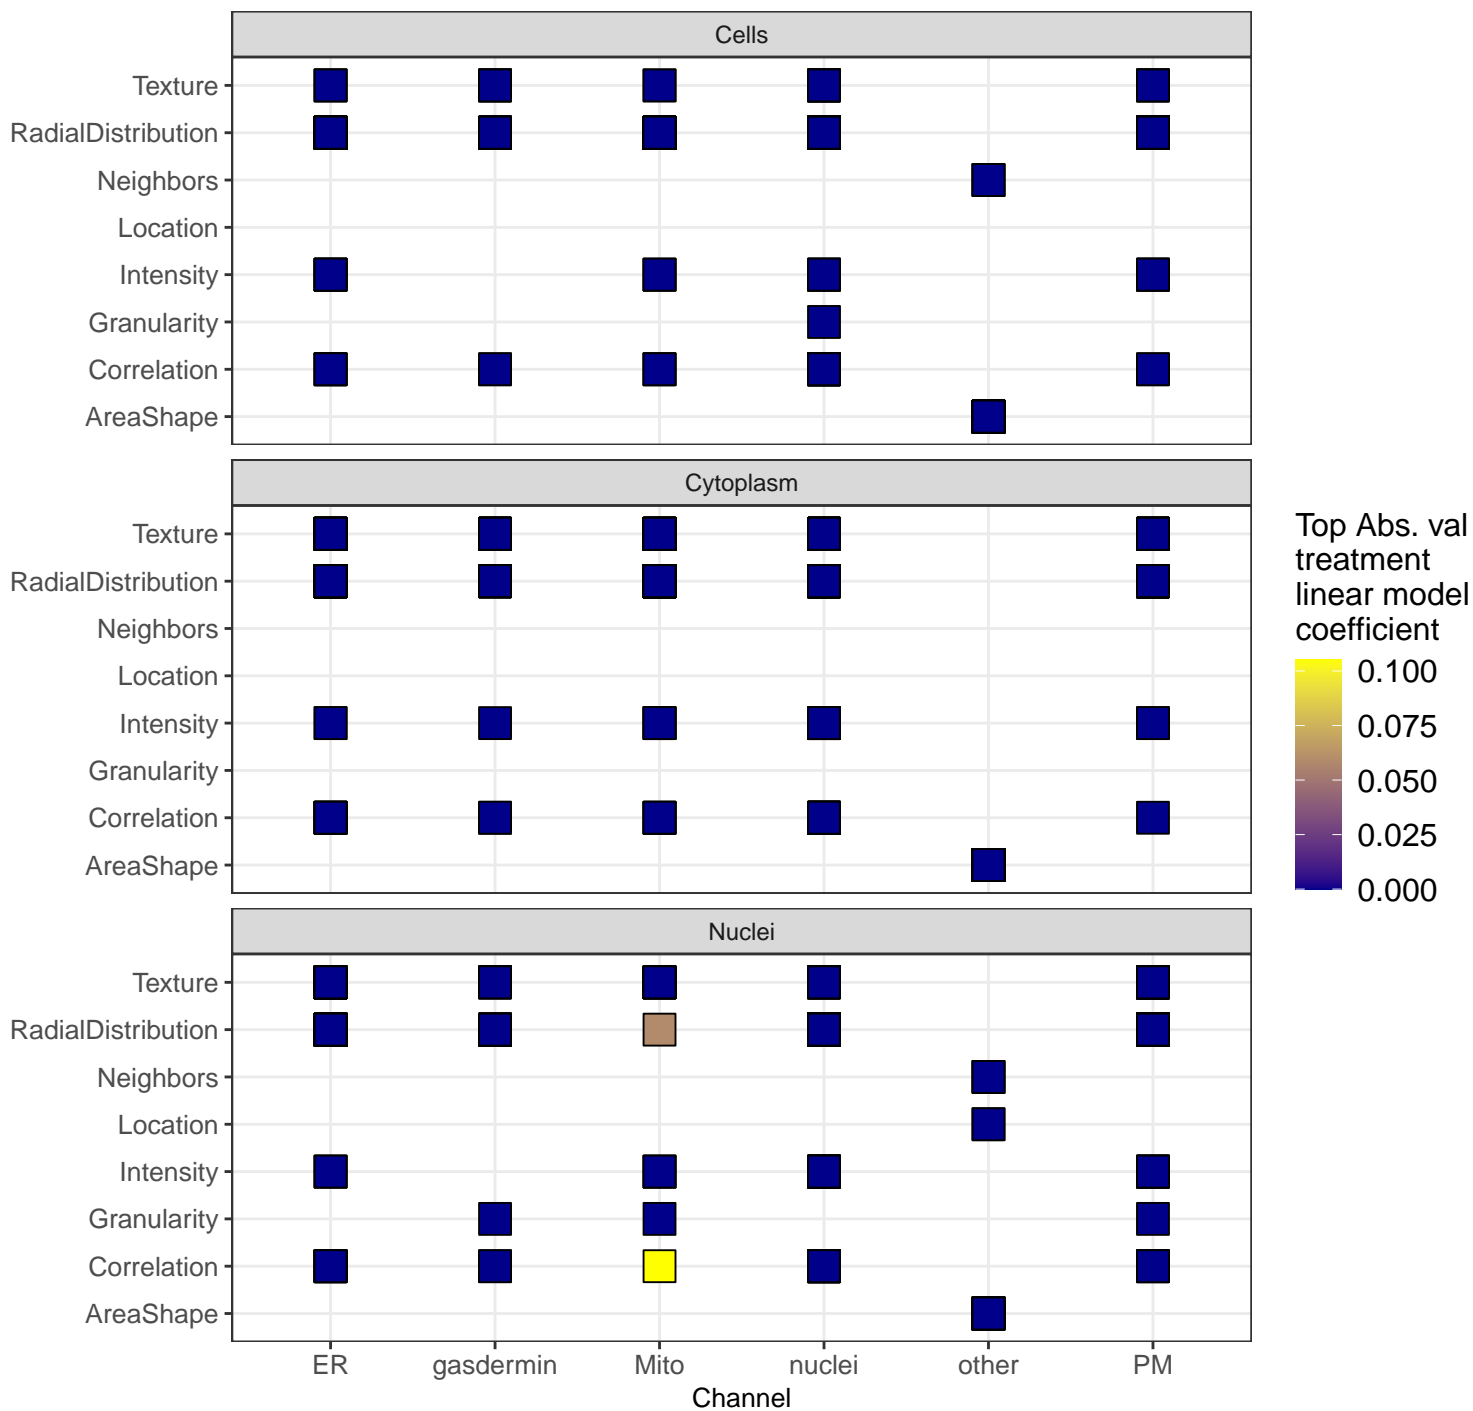 Cells
Texture
RadialDistribution
Neighbors
Location
Intensity
Granularity
Correlation
AreaShape
Cytoplasm
Texture
RadialDistribution
Neighbors
Location
Intensity
Granularity
Correlation
AreaShape
Nuclei
Texture
RadialDistribution
Neighbors
Location
Intensity
Granularity
Correlation
AreaShape
ER gasdermin Mito nuclei other PM
Channel
Top Abs. val
treatment
linear model
coefficient
0.100
0.075
0.050
0.025
0.000